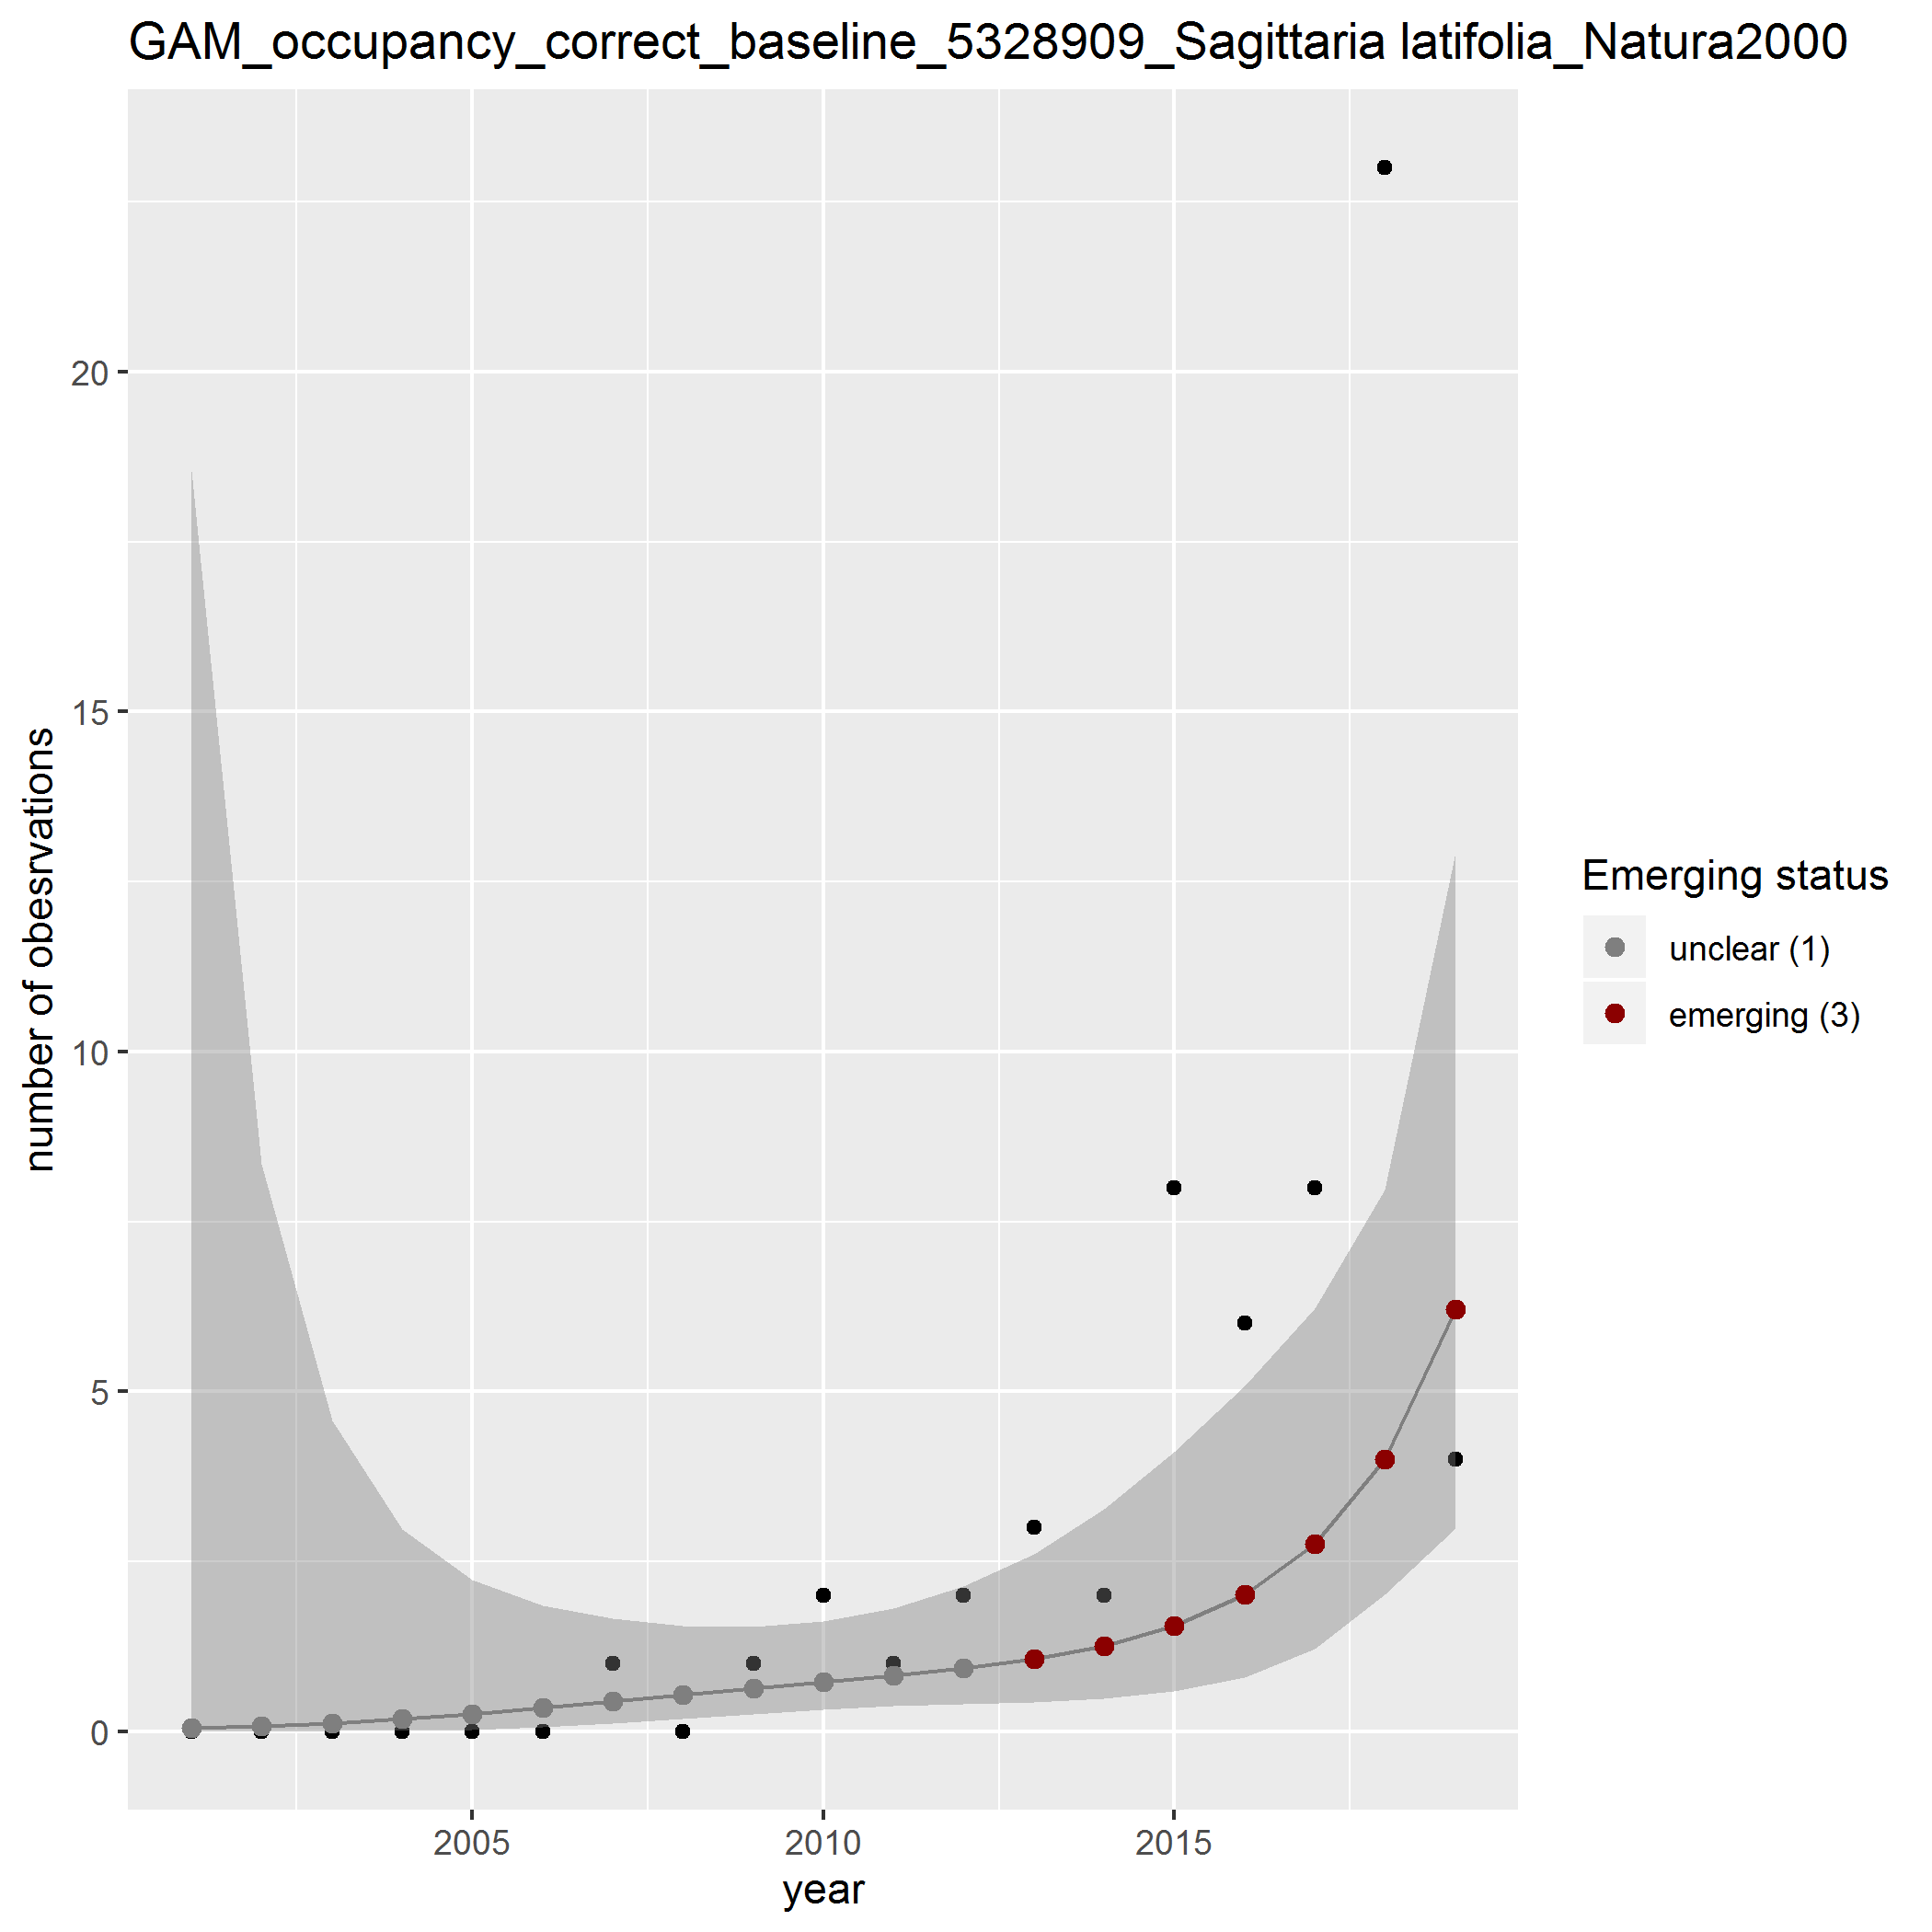 GAM_occupancy_correct_baseline_5328909_Sagittaria latifolia_Natura2000
20
15
10
5
0
number of obesrvations
2005
2010
2015
year
Emerging status
unclear (1)
emerging (3)